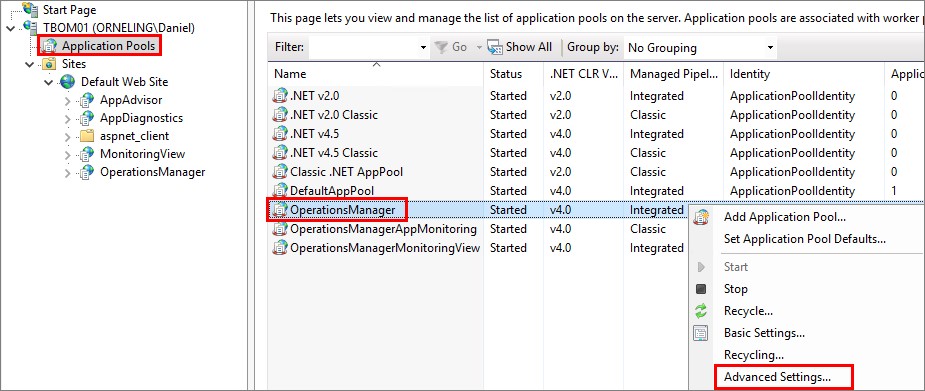 Start Page
TBOM01 (ORNELING\Daniel)
Application Pools
Sites
Default Web Site
AppAdvisor
AppDiagnostics
aspnet_client
MonitoringView
OperationsManager
This page lets you view and manage the list of application pools on the server. Application pools are associated with worker p
Filter: Go Show All Group by: No Grouping
Name Status .NET CLR V... Managed Pipel... Identity Applic
.NET v2.0 Started v2.0 Integrated ApplicationPoolIdentity 0
.NET v2.0 Classic Started v2.0 Classic ApplicationPoolIdentity 0
.NET v4.5 Started v4.0 Integrated ApplicationPoolIdentity 0
.NET v4.5 Classic Started v4.0 Classic ApplicationPoolIdentity 0
Classic .NET AppPool Started v2.0 Classic ApplicationPoolIdentity 0
DefaultAppPool Started v4.0 Integrated ApplicationPoolIdentity 1
OperationsManager Started v4.0 Integrated
OperationsManagerAppMonitoring Started v4.0 Classic
OperationsManagerMonitoringView Started v4.0 Integrated
Add Application Pool...
Set Application Pool Defaults...
Start
Stop
Recycle...
Basic Settings...
Recycling...
Advanced Settings...